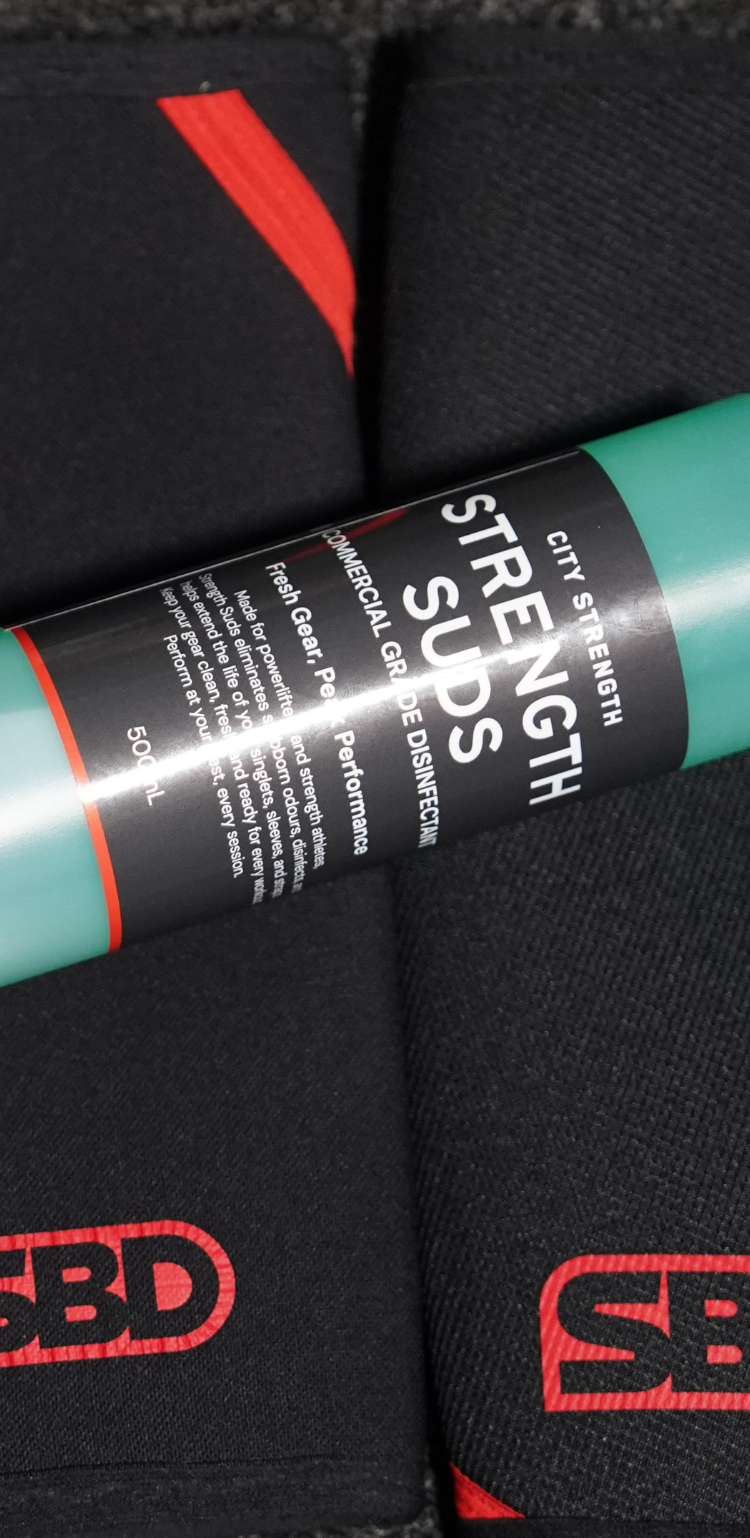 CITY STRENGTH
STRENGTH
SUDS
COMMERCIAL GRADE DISINFECTANT
Fresh Gear, Peak Performance
Made for powerlifters and strength athletes,
Strength Suds eliminates stubborn odours, disinfects
helps extend the life of your singlets, sleeves, and
Keep your gear clean, fresh and ready for every
Perform at your best, every session.
500mL
SBD
SB